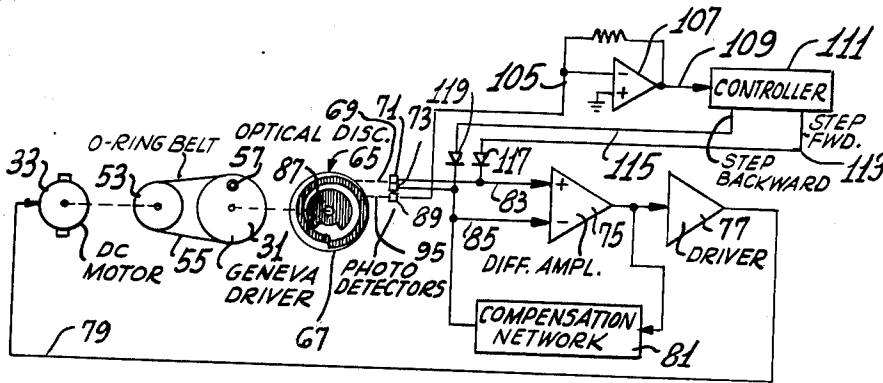 107
109
111
CONTROLLER
105
119
69
71
73
O-RING BELT
OPTICAL DISC.
57
65
87
33
53
117
115
STEP
BACKWARD
STEP
FWD.
113
83
+
-
+
-
89
85
75
77
DRIVER
DC
MOTOR
55
31
GENEVA
DRIVER
67
95
PHOTO
DETECTORS
DIFF. AMPL.
COMPENSATION
NETWORK
81
79